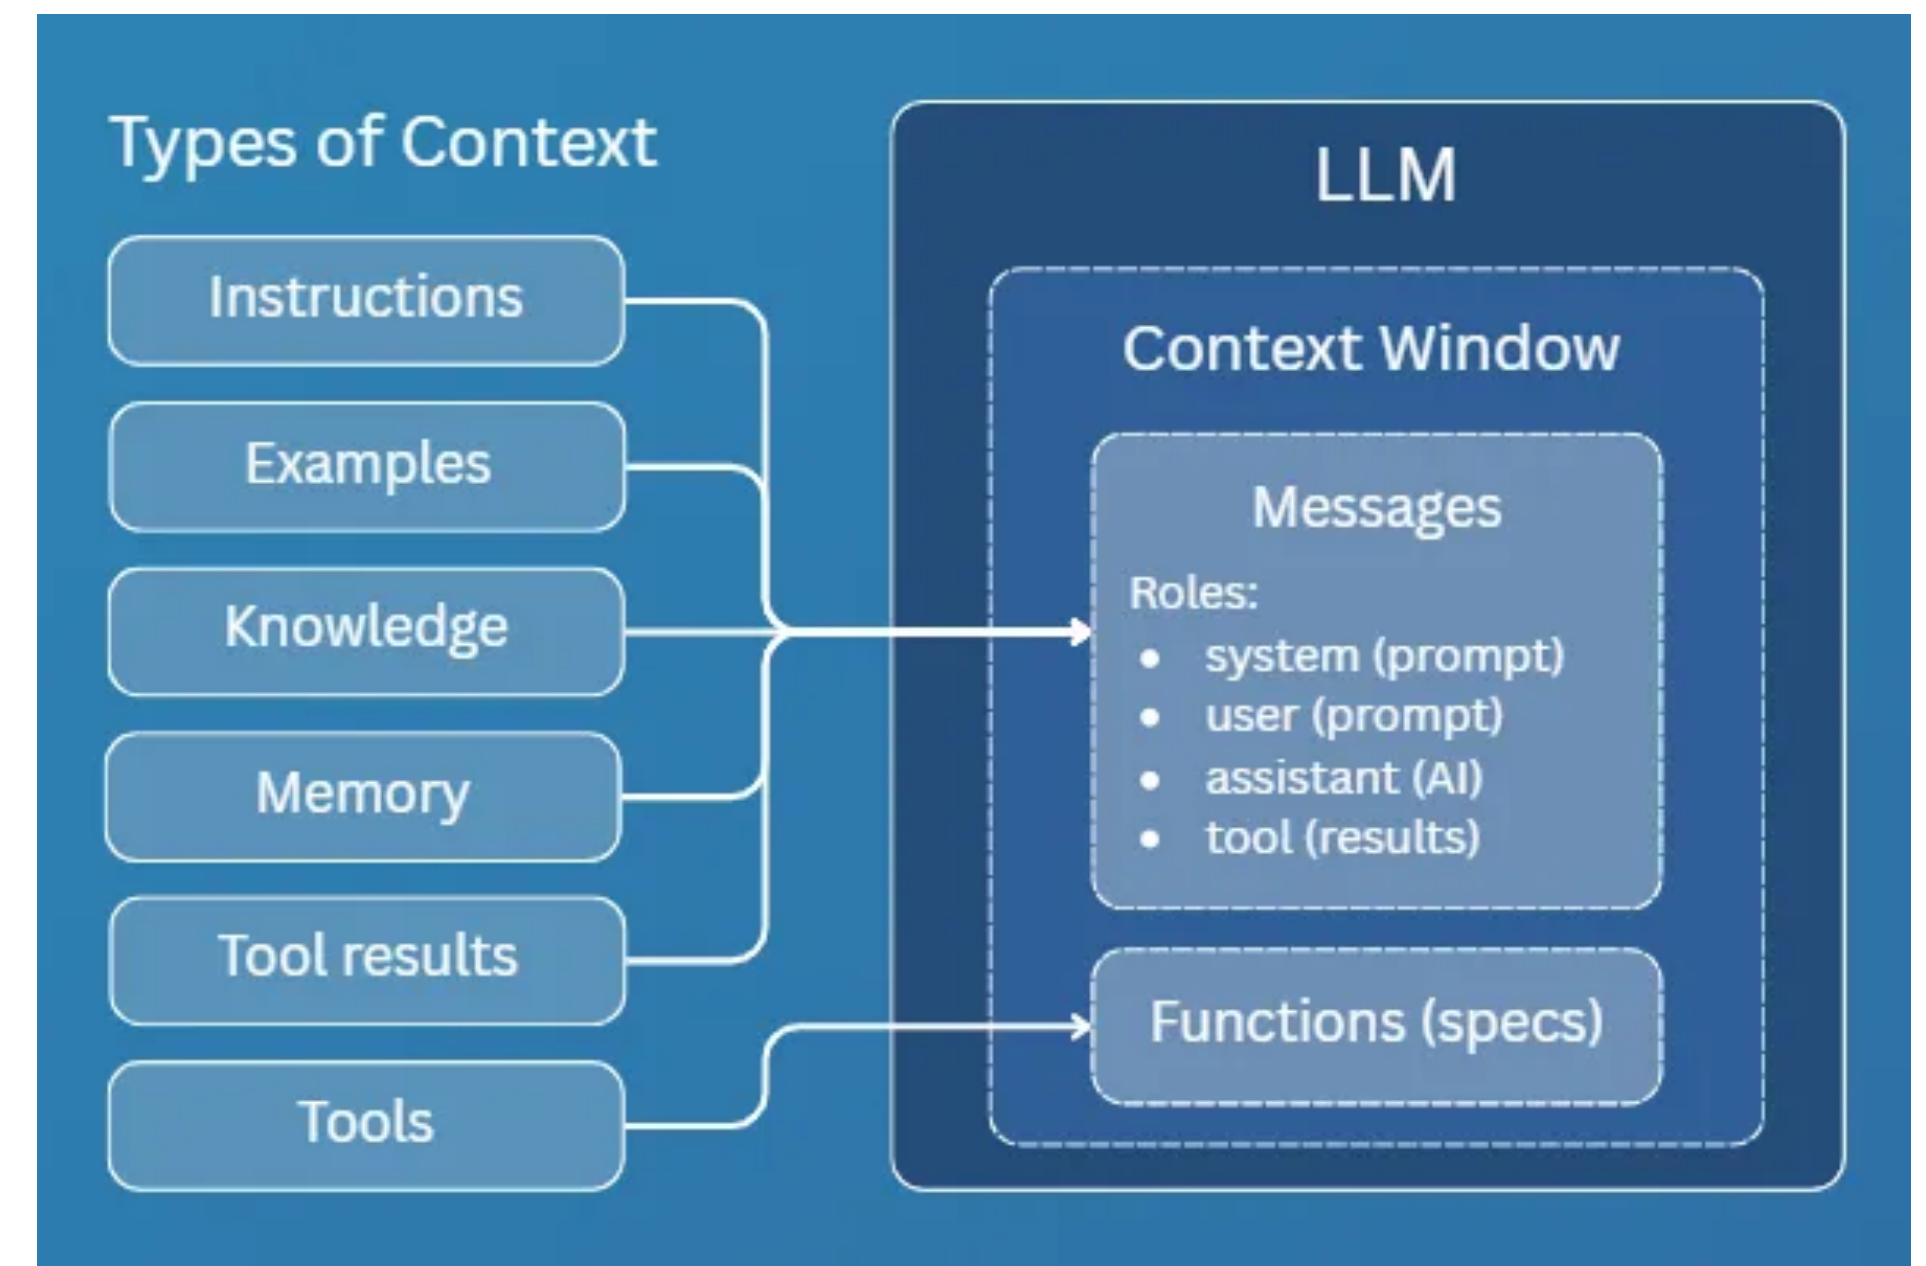 Types of Context
Instructions
Examples
Knowledge
Memory
Tool results
Tools
LLM
Context Window
Messages
Roles:
• system (prompt)
• user (prompt)
• assistant (AI)
• tool (results)
Functions (specs)